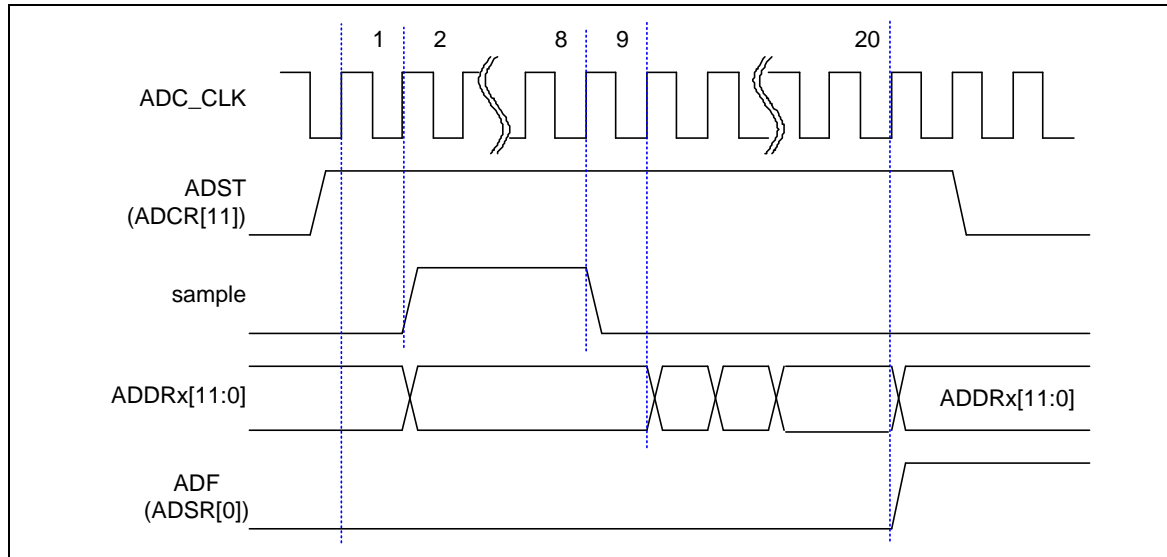 1 2 8 9 20
ADC_CLK
ADST
(ADCR[11])
sample
ADDRx[11:0] ADDRx[11:0]
ADF
(ADSR[0])